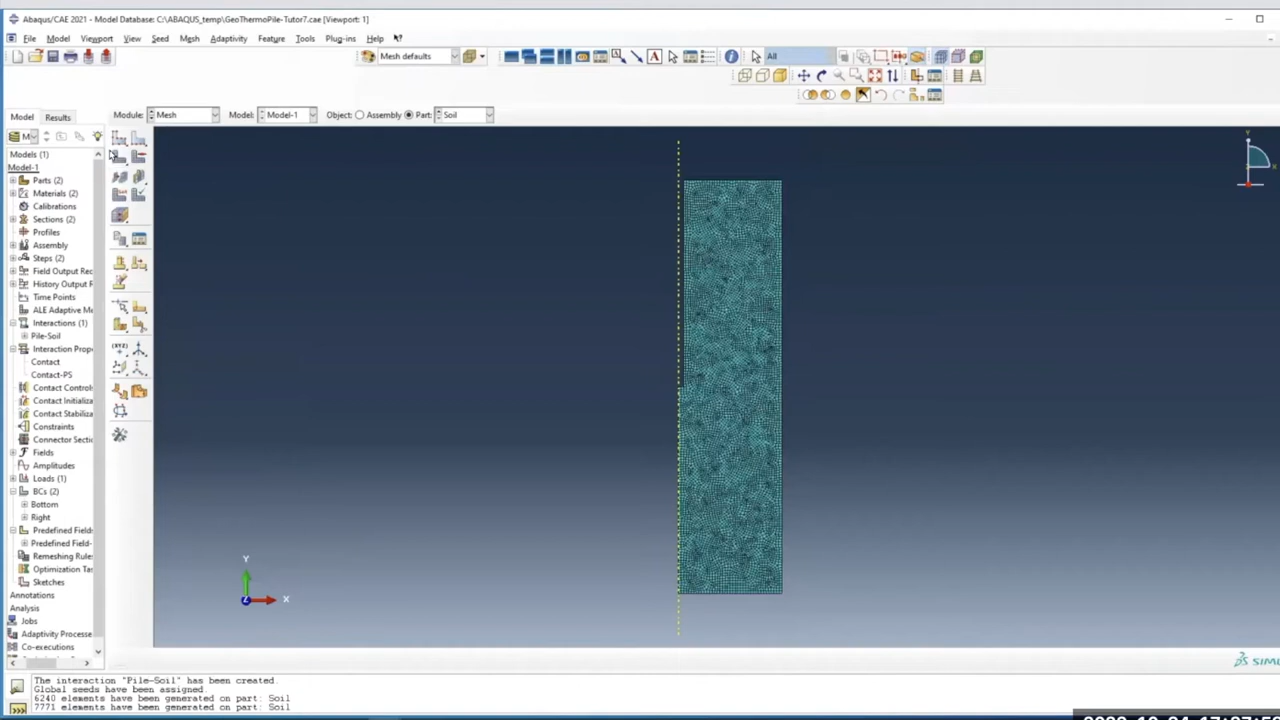 Abaqus/CAE 2021 - Model Database: C:\ABAQUS_temp\GeoThermoPile-Tutor7.cae [Viewport: 1]
File Model Viewport View Seed Mesh Adaptivity Feature Tools Plug-ins Help
Mesh defaults All
Model Results Module: Mesh Model: Model-1 Object: Assembly Part: Soil
Models (1)
Model-1
Parts (2)
Materials (2)
Calibrations
Sections (2)
Profiles
Assembly
Steps (2)
Field Output Rec
History Output F
Time Points
ALE Adaptive Me
Interactions (1)
Pile-Soil
Interaction Prope
Contact
Contact-PS
Contact Control:
Contact Initializa
Contact Stabiliza
Constraints
Connector Secti
Fields
Amplitudes
Loads (1)
BCs (2)
Bottom
Right
Predefined Field:
Predefined Field-
Remeshing Rule:
Optimization Ta:
Sketches
Annotations
Analysis
Jobs
Adaptivity Processe
Co-executions
Y
Z
X
The interaction "Pile-Soil" has been created.
Global seeds have been assigned.
6240 elements have been generated on part: Soil
7771 elements have been generated on part: Soil